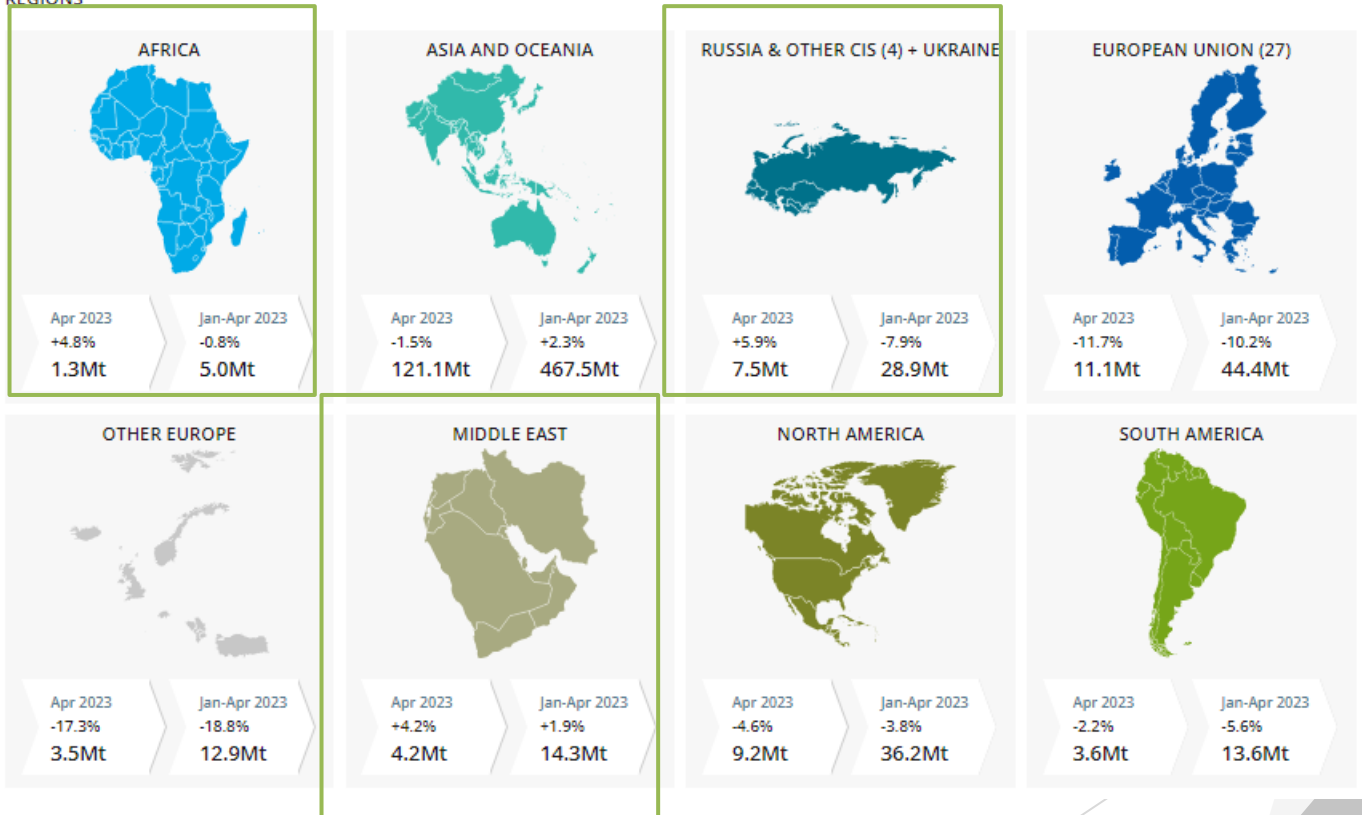 REGIONS
AFRICA
Apr 2023
+4.8%
1.3Mt
Jan-Apr 2023
-0.8%
5.0Mt
ASIA AND OCEANIA
Apr 2023
-1.5%
121.1Mt
Jan-Apr 2023
+2.3%
467.5Mt
RUSSIA & OTHER CIS (4) + UKRAINE
Apr 2023
+5.9%
7.5Mt
Jan-Apr 2023
-7.9%
28.9Mt
EUROPEAN UNION (27)
Apr 2023
-11.7%
11.1Mt
Jan-Apr 2023
-10.2%
44.4Mt
OTHER EUROPE
Apr 2023
-17.3%
3.5Mt
Jan-Apr 2023
-18.8%
12.9Mt
MIDDLE EAST
Apr 2023
+4.2%
4.2Mt
Jan-Apr 2023
+1.9%
14.3Mt
NORTH AMERICA
Apr 2023
-4.6%
9.2Mt
Jan-Apr 2023
-3.8%
36.2Mt
SOUTH AMERICA
Apr 2023
-2.2%
3.6Mt
Jan-Apr 2023
-5.6%
13.6Mt